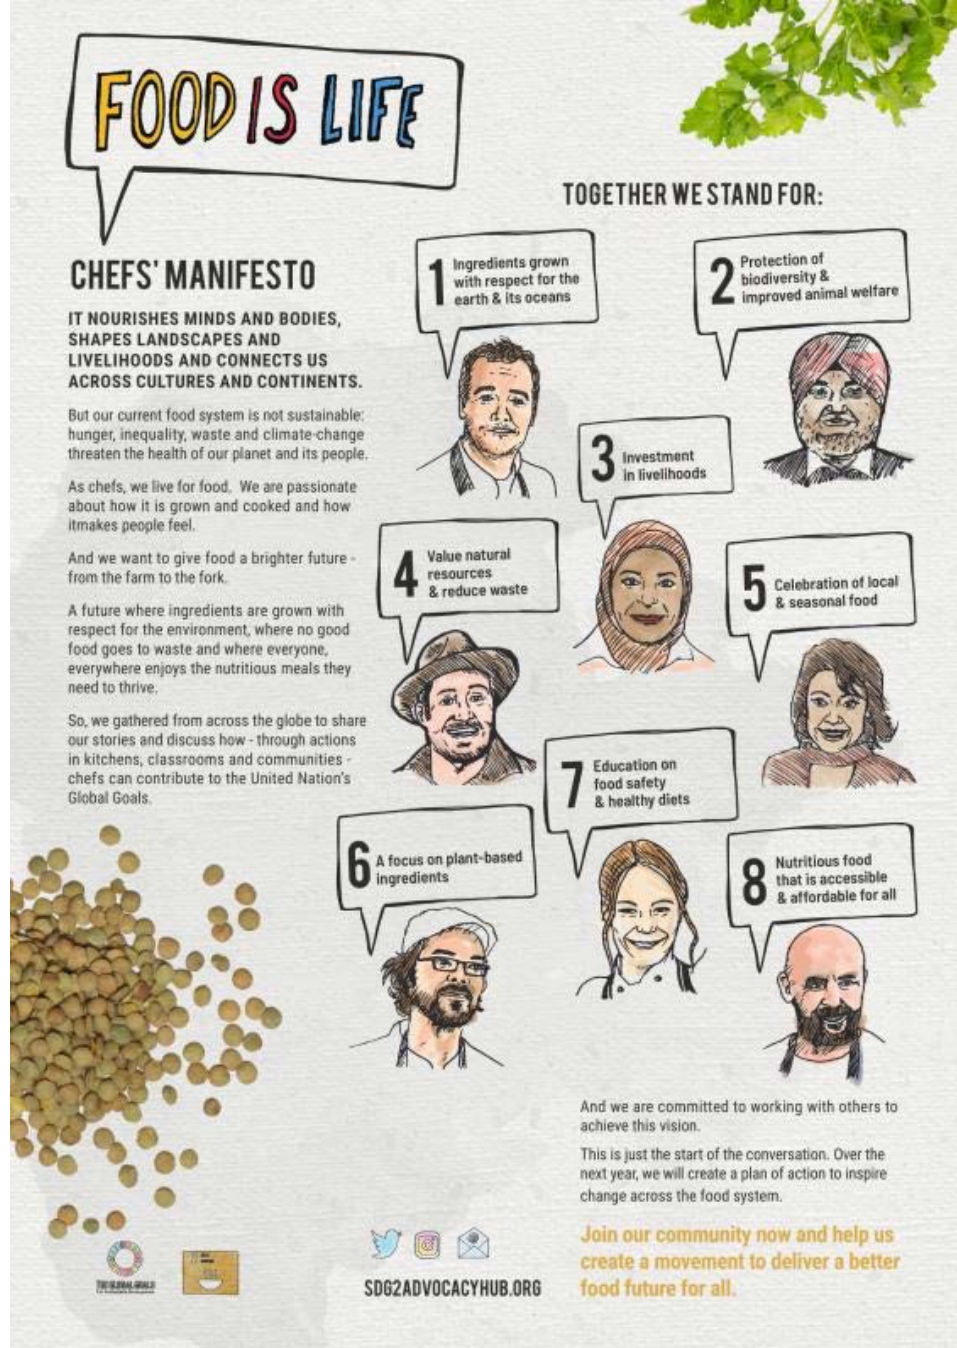 FOOD IS LIFE
TOGETHER WE STAND FOR:
CHEFS' MANIFESTO
IT NOURISHES MINDS AND BODIES,
SHAPES LANDSCAPES AND
LIVELIHOODS AND CONNECTS US
ACROSS CULTURES AND CONTINENTS.
But our current food system is not sustainable:
hunger, inequality, waste and climate-change
threaten the health of our planet and its people.
As chefs, we live for food. We are passionate
about how it is grown and cooked and how
itmakes people feel.
And we want to give food a brighter future -
from the farm to the fork.
A future where ingredients are grown with
respect for the environment, where no good
food goes to waste and where everyone,
everywhere enjoys the nutritious meals they
need to thrive.
So, we gathered from across the globe to share
our stories and discuss how - through actions
in kitchens, classrooms and communities -
chefs can contribute to the United Nation's
Global Goals.
1
Ingredients grown
with respect for the
earth & its oceans
2
Protection of
biodiversity &
improved animal welfare
3
Investment
in livelihoods
4
Value natural
resources
& reduce waste
5
Celebration of local
& seasonal food
6
A focus on plant-based
ingredients
7
Education on
food safety
& healthy diets
8
Nutritious food
that is accessible
& affordable for all
And we are committed to working with others to
achieve this vision.
This is just the start of the conversation. Over the
next year, we will create a plan of action to inspire
change across the food system.
Join our community now and help us
create a movement to deliver a better
food future for all.
THE GLOBAL GOALS
SDG2ADVOCACYHUB.ORG